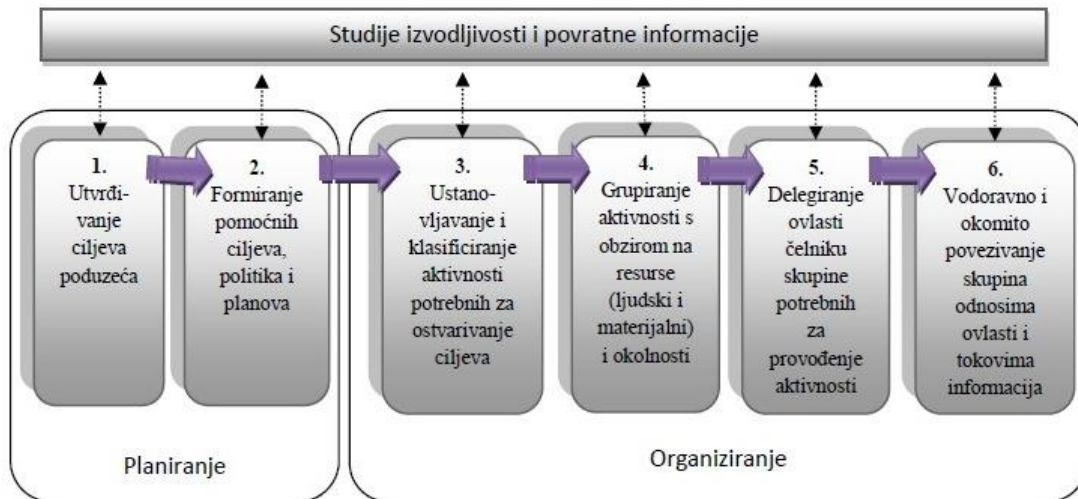 Studije izvodljivosti i povratne informacije
1.
Utvrđi-
vanje
ciljeva
poduzeća
2.
Formiranje
pomoćnih
ciljeva,
politika i
planova
3.
Ustano-
vljavanje i
klasificiranje
aktivnosti
potrebnih za
ostvarivanje
ciljeva
4.
Grupiranje
aktivnosti s
obzirom na
resurse
(ljudski i
materijalni)
i okolnosti
5.
Delegiranje
ovlasti
čelniku
skupine
potrebnih
za
provođenje
aktivnosti
6.
Vodoravno i
okomito
povezivanje
skupina
odnosima
ovlasti i
tokovima
informacija
Planiranje
Organiziranje